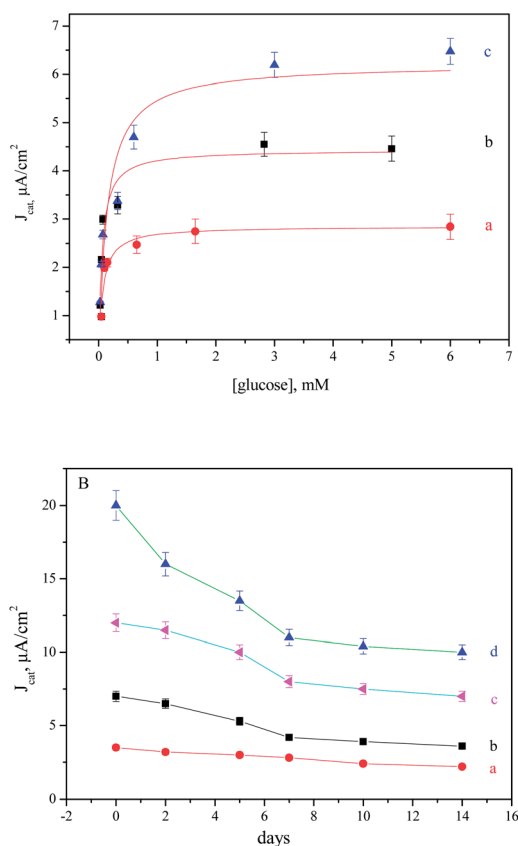 7
6
5
4
3
2
1
J_cat, μA/cm²
c
b
a
0 1 2 3 4 5 6 7
[glucose], mM
B
20
15
10
5
0
J_cat, μA/cm²
d
c
b
a
-2 0 2 4 6 8 10 12 14 16
days